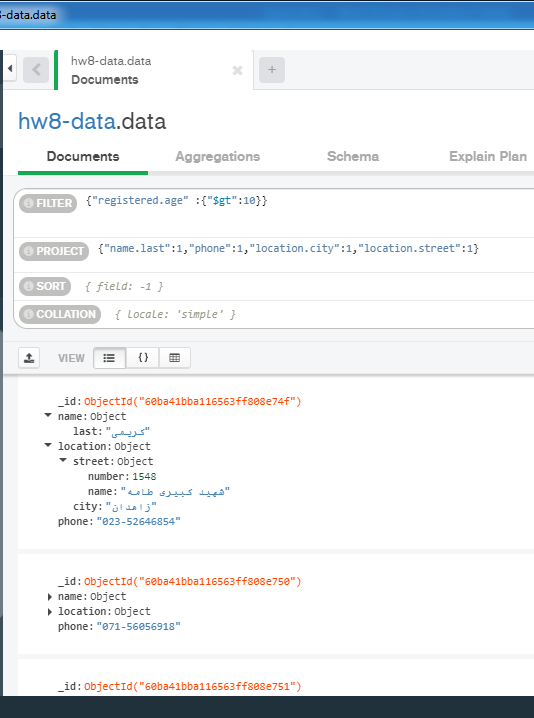 8-data.data
hw8-data.data
Documents
hw8-data.data
Documents Aggregations Schema Explain Plan
FILTER {"registered.age" :{"$gt":10}}
PROJECT {"name.last":1,"phone":1,"location.city":1,"location.street":1}
SORT { field: -1 }
COLLATION { locale: 'simple' }
VIEW {}
_id:ObjectId("60ba41bba116563ff808e74f")
name:Object
last:"کریمی"
location:Object
street:Object
number:1548
name:"شهید کبیری طامه"
city:"زاهدان"
phone:"023-52646854"
_id:ObjectId("60ba41bba116563ff808e750")
name:Object
location:Object
phone:"071-56056918"
_id:ObjectId("60ba41bba116563ff808e751")